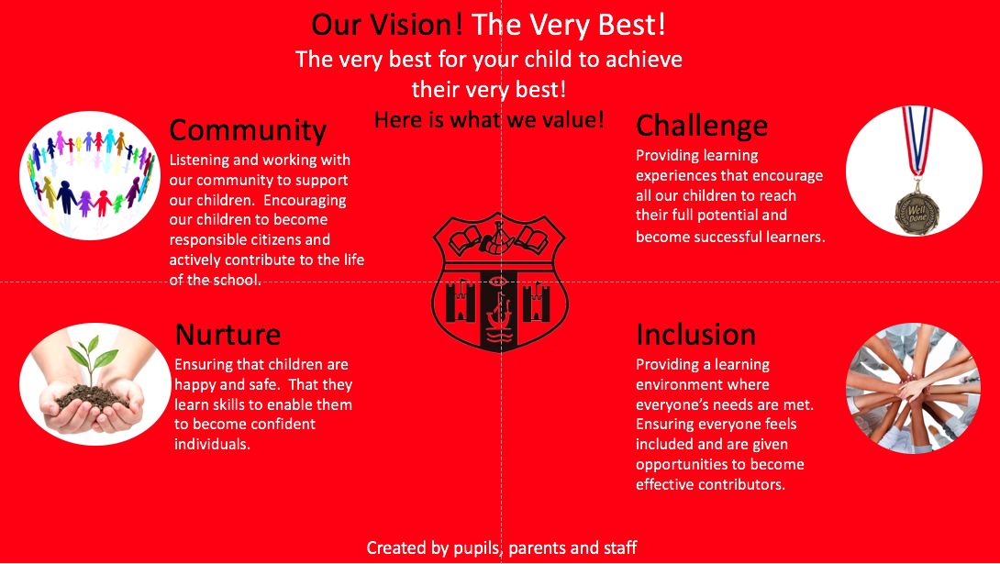 Our Vision! The Very Best!
The very best for your child to achieve
their very best!
Here is what we value!
Community
Listening and working with
our community to support
our children.  Encouraging
our children to become
responsible citizens and
actively contribute to the life
of the school.
Challenge
Providing learning
experiences that encourage
all our children to reach
their full potential and
become successful learners.
Well
Done
Nurture
Ensuring that children are
happy and safe.  That they
learn skills to enable them
to become confident
individuals.
Inclusion
Providing a learning
environment where
everyone’s needs are met.
Ensuring everyone feels
included and are given
opportunities to become
effective contributors.
Created by pupils, parents and staff